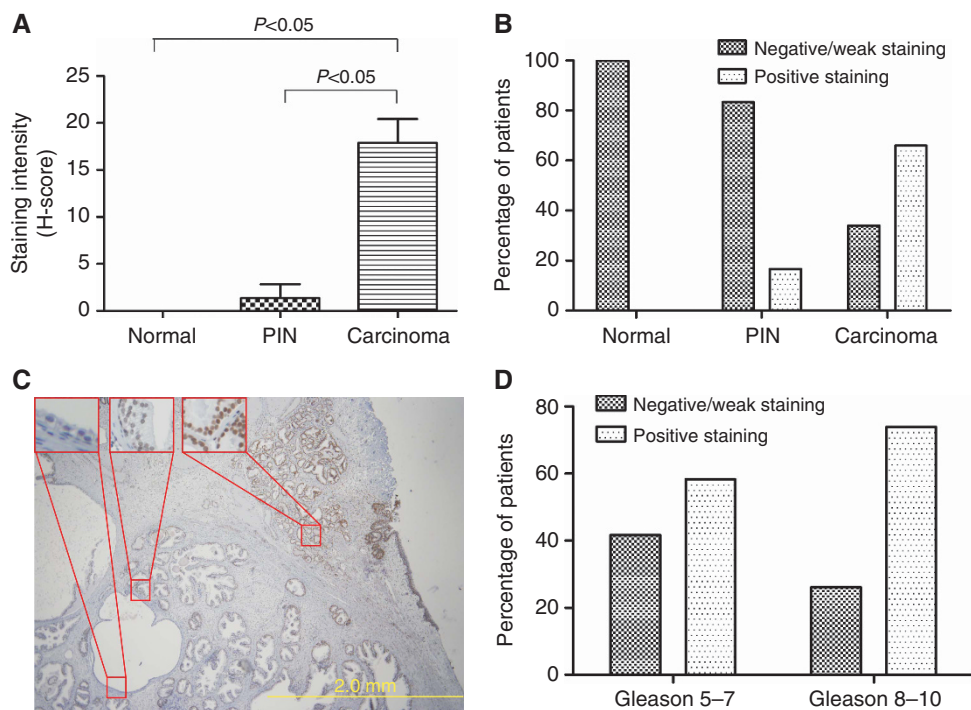 A
P<0.05
P<0.05
25
20
15
10
5
0
Staining intensity
(H-score)
Normal PIN Carcinoma
B
Negative/weak staining
Positive staining
100
80
60
40
20
0
Percentage of patients
Normal PIN Carcinoma
C
2.0 mm
D
Negative/weak staining
Positive staining
80
60
40
20
0
Percentage of patients
Gleason 5–7 Gleason 8–10